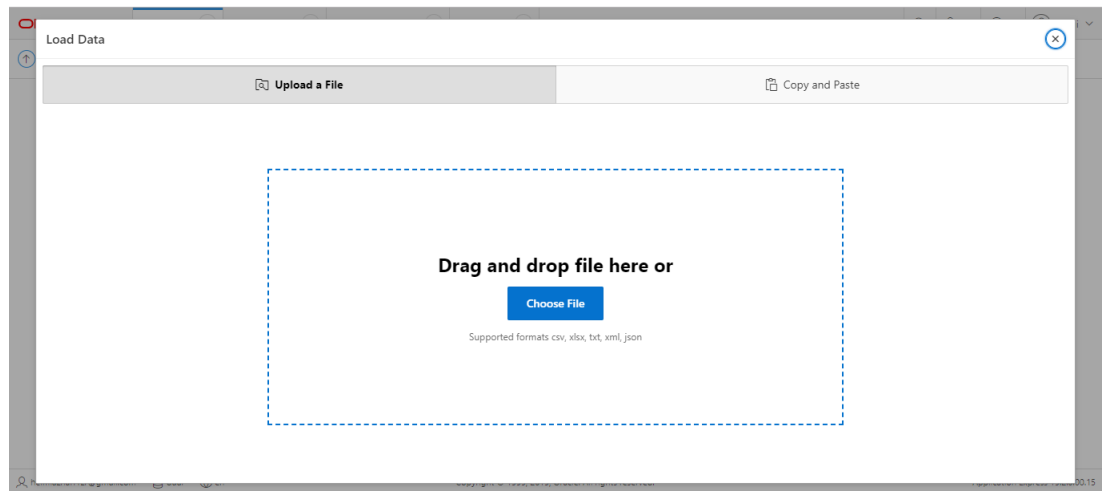 Load Data
Upload a File
Copy and Paste
Drag and drop file here or
Choose File
Supported formats csv, xlsx, txt, xml, json